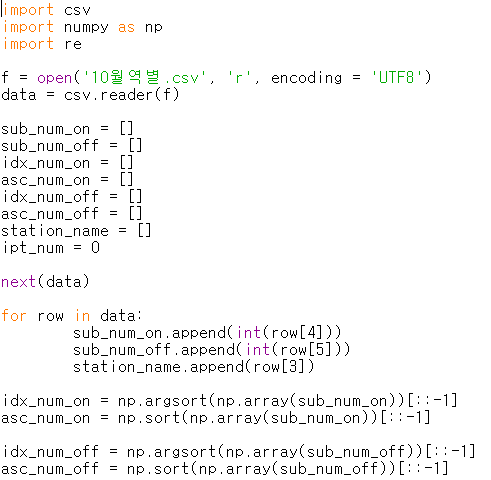 import csv
import numpy as np
import re
f = open('10월역별.csv', 'r', encoding = 'UTF8')
data = csv.reader(f)
sub_num_on = []
sub_num_off = []
idx_num_on = []
asc_num_on = []
idx_num_off = []
asc_num_off = []
station_name = []
ipt_num = 0
next(data)
for row in data:
        sub_num_on.append(int(row[4]))
        sub_num_off.append(int(row[5]))
        station_name.append(row[3])
idx_num_on = np.argsort(np.array(sub_num_on))[::-1]
asc_num_on = np.sort(np.array(sub_num_on))[::-1]
idx_num_off = np.argsort(np.array(sub_num_off))[::-1]
asc_num_off = np.sort(np.array(sub_num_off))[::-1]